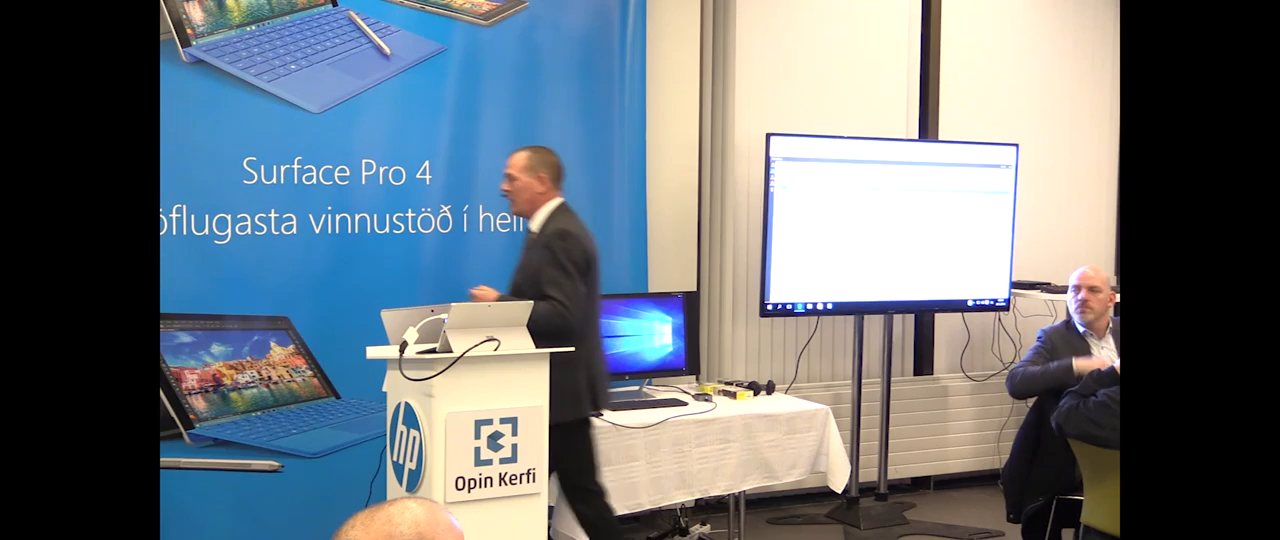 Surface Pro 4
öflugasta vinnustöð í hei
hp
Opin Kerfi